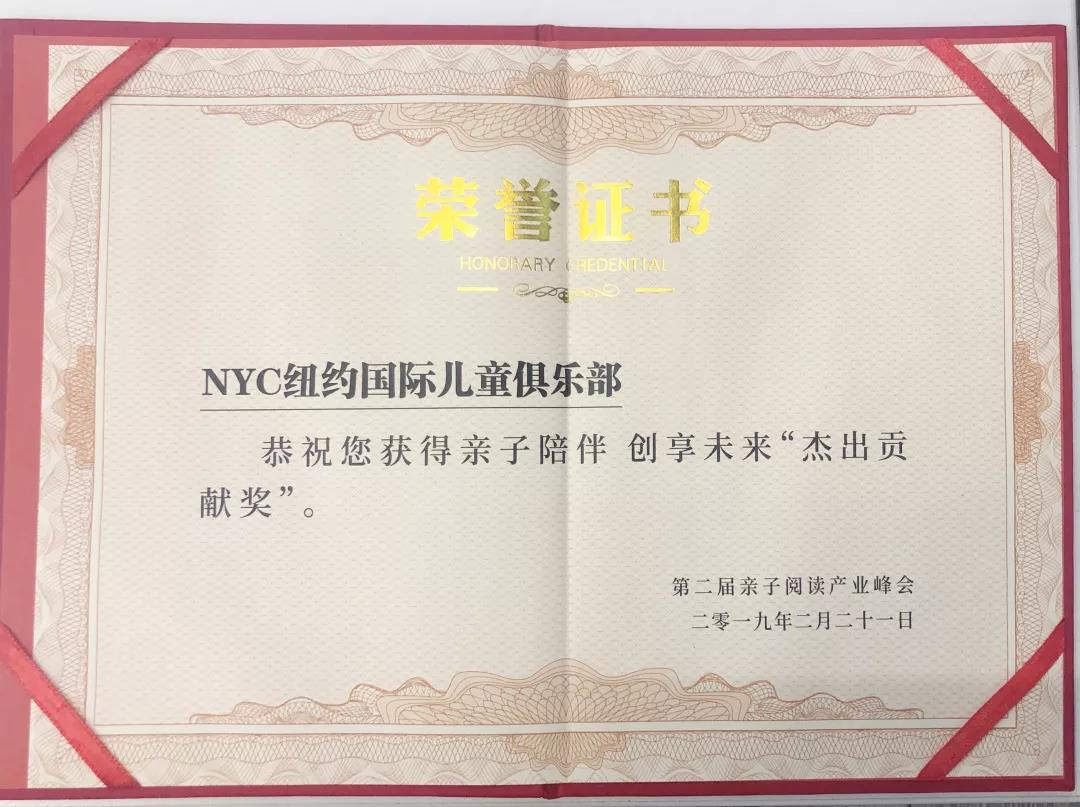 荣誉证书
HONORARY CREDENTIAL
NYC纽约国际儿童俱乐部
恭祝您获得亲子陪伴 创享未来“杰出贡
献奖”。
第二届亲子阅读产业峰会
二零一九年二月二十一日